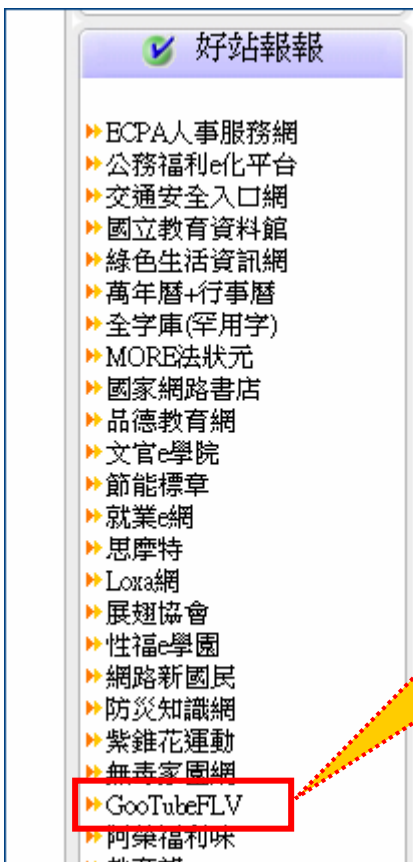 好站報報
ECPA人事服務網
公務福利e化平台
交通安全入口網
國立教育資料館
綠色生活資訊網
萬年曆+行事曆
全字庫(罕用字)
MORE法狀元
國家網路書店
品德教育網
文官e學院
節能標章
就業e網
思摩特
Loxa網
展翅協會
性福e學園
網路新國民
防災知識網
紫錐花運動
無毒家園網
GooTubeFLV
阿榮福利味